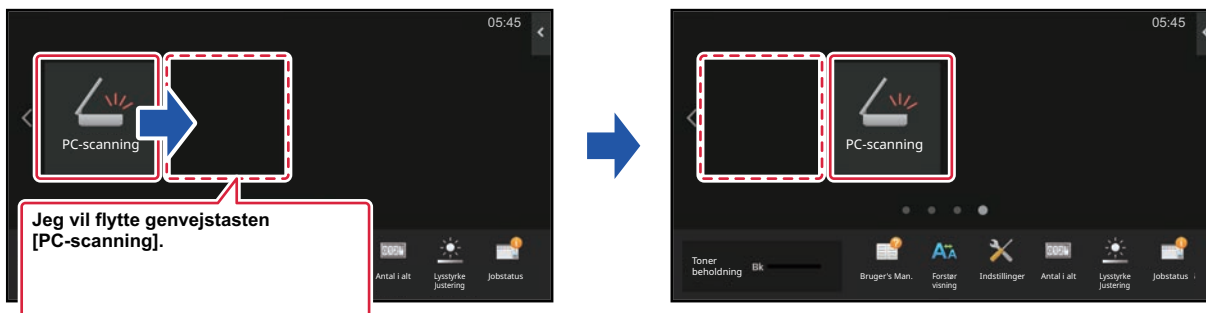 05:45
PC-scanning
Jeg vil flytte genvejstasten
[PC-scanning].
Antal i alt
Lysstyrke
Justering
Jobstatus
05:45
PC-scanning
Toner
beholdning
Bk
Bruger's Man.
Forstør
visning
Indstillinger
Antal i alt
Lysstyrke
Justering
Jobstatus